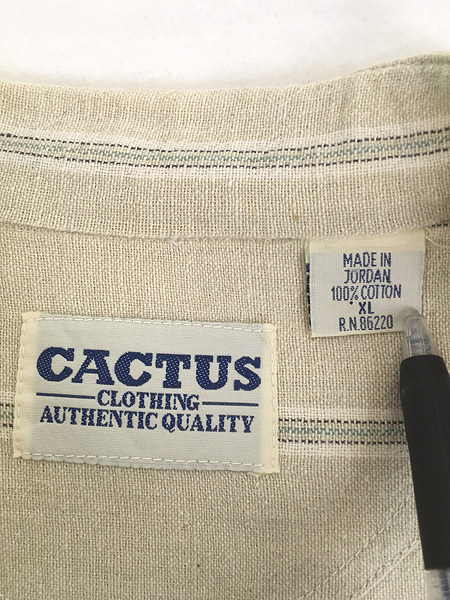 CACTUS
CLOTHING
AUTHENTIC QUALITY
MADE IN
JORDAN
100% COTTON
XL
R.N.86220